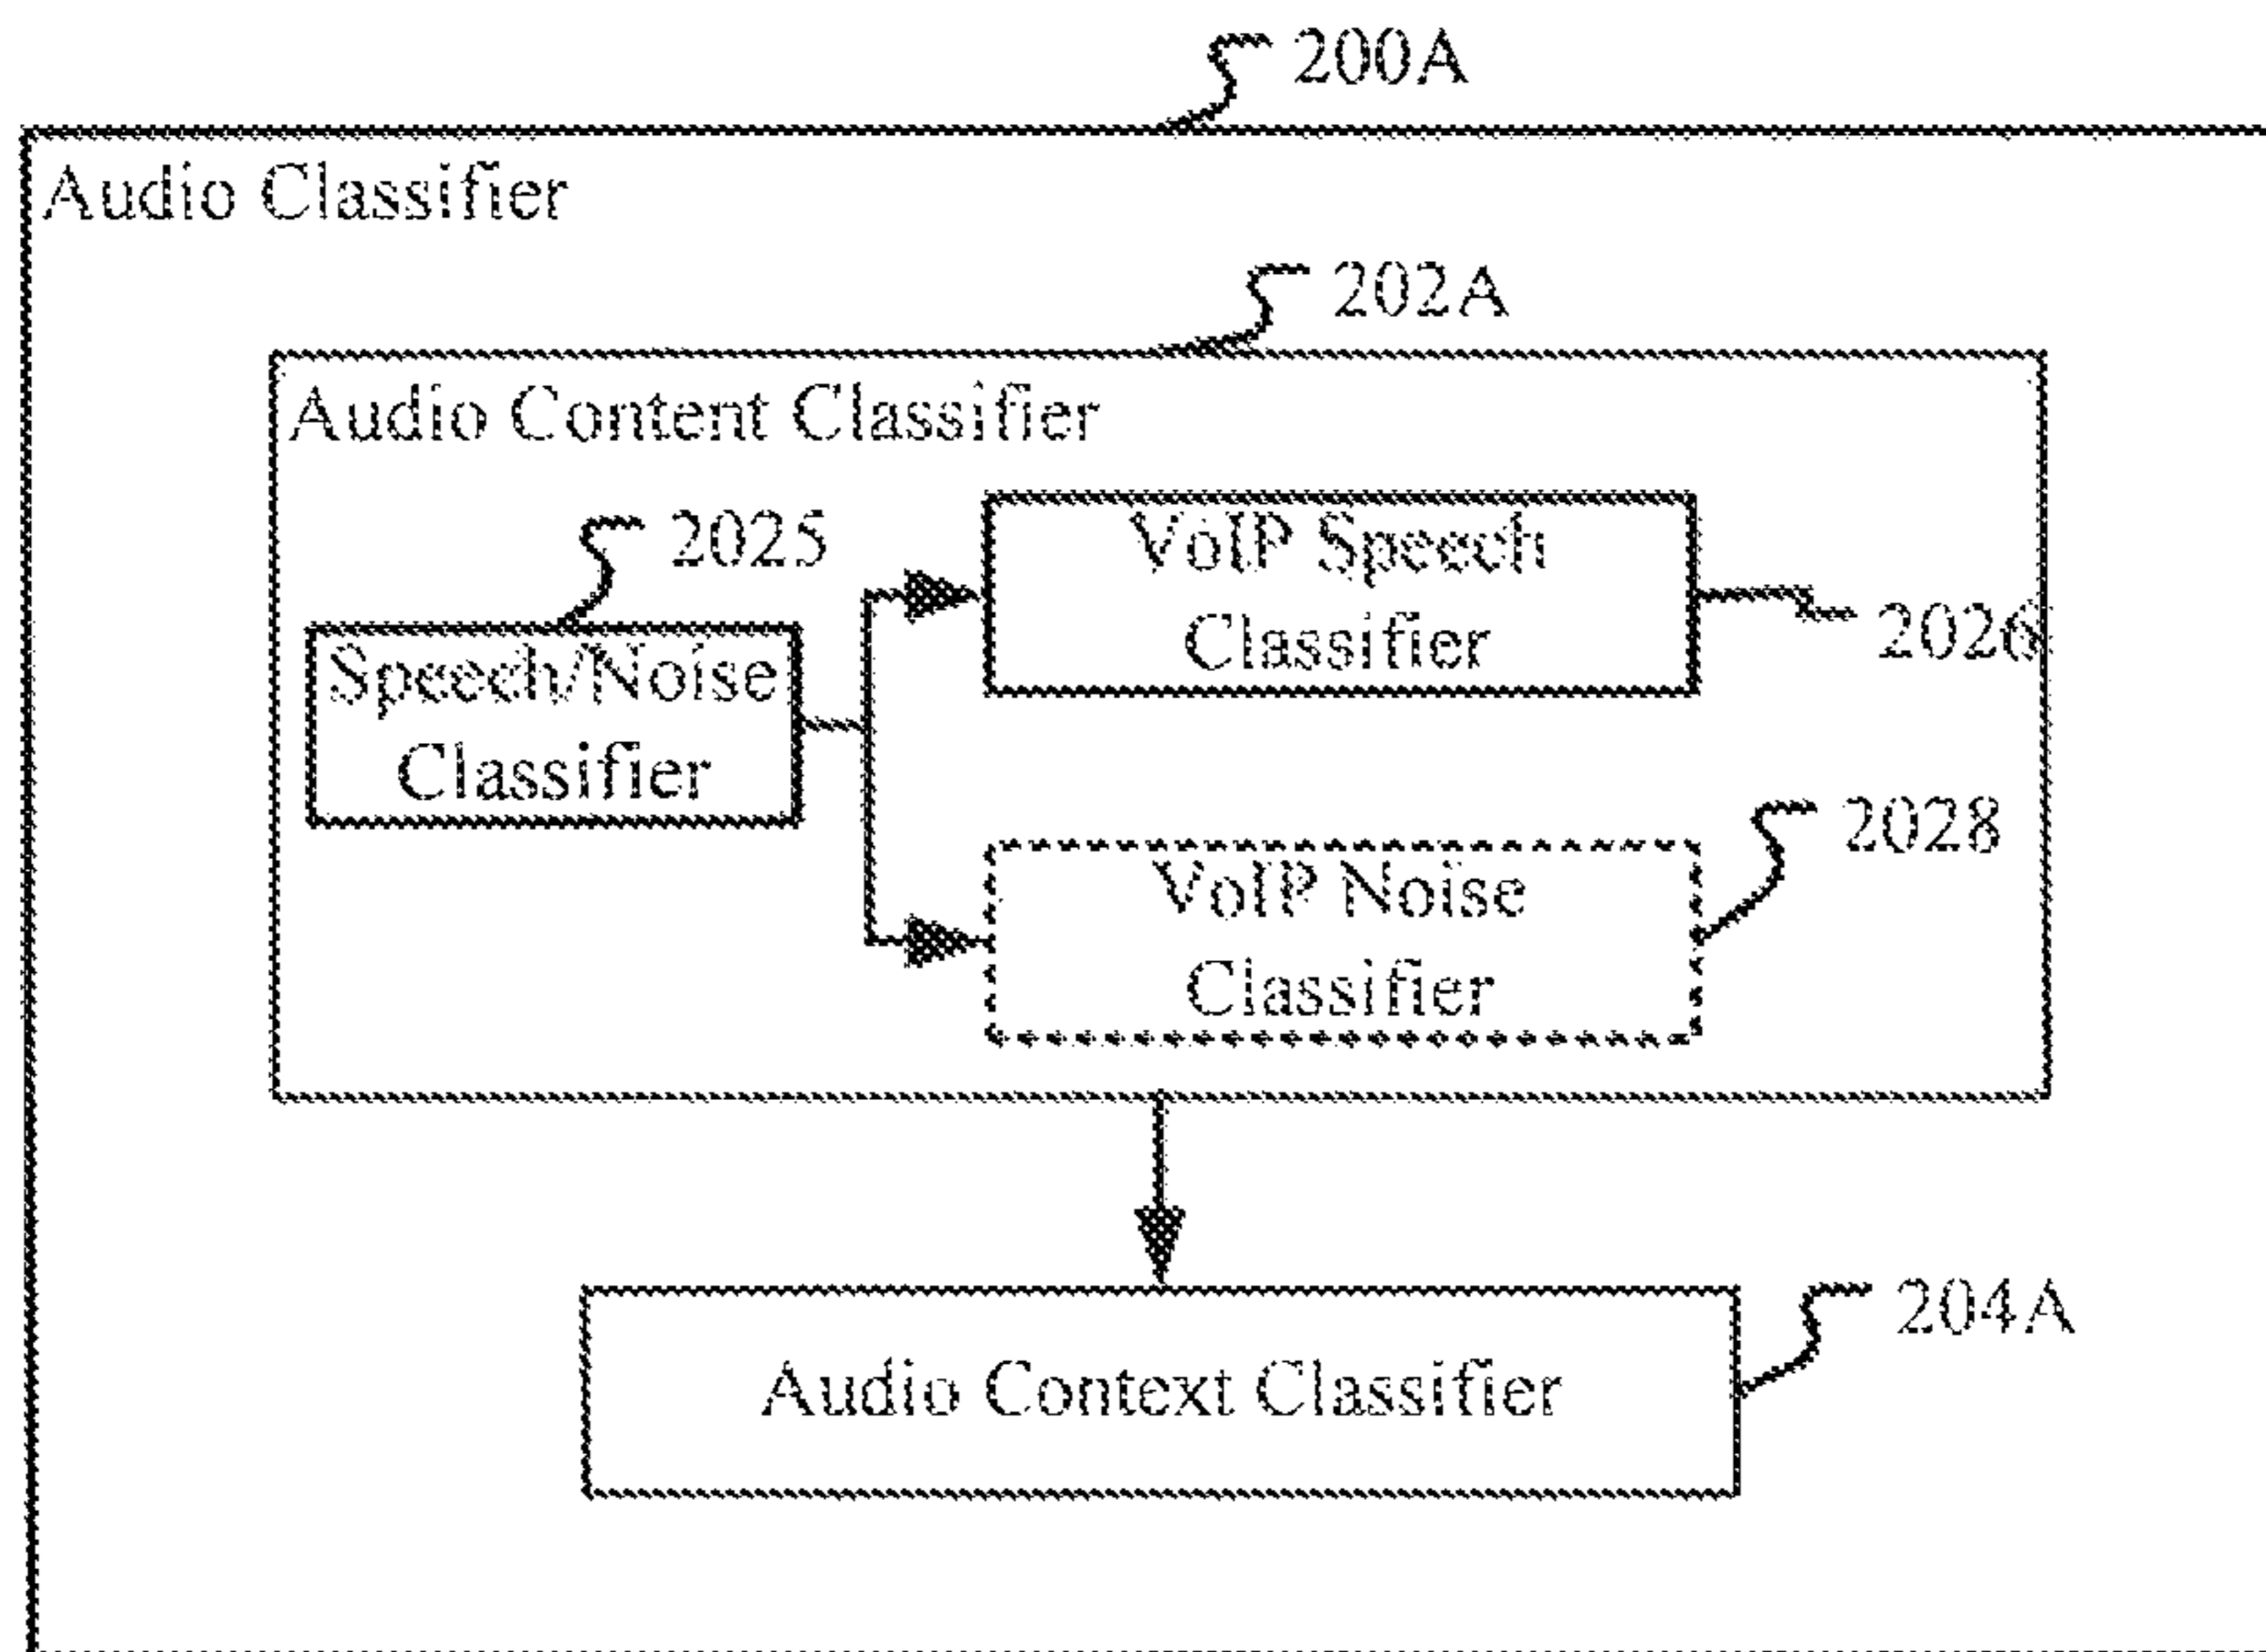 200A
Audio Classifier
202A
Audio Content Classifier
2025
VoIP Speech
Classifier
2026
Speech/Noise
Classifier
2028
VoIP Noise
Classifier
204A
Audio Context Classifier